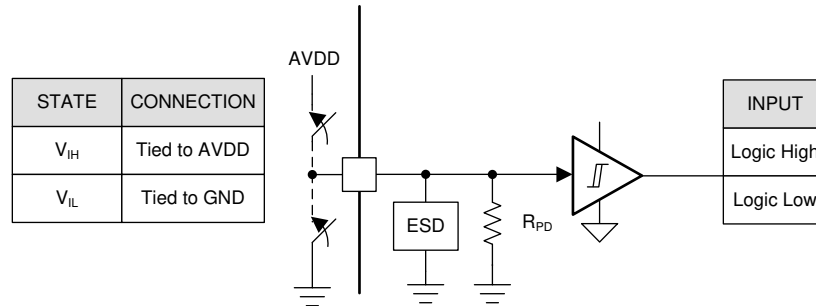 AVDD
STATE CONNECTION
V_IH Tied to AVDD
V_IL Tied to GND
ESD
R_PD
INPUT
Logic High
Logic Low